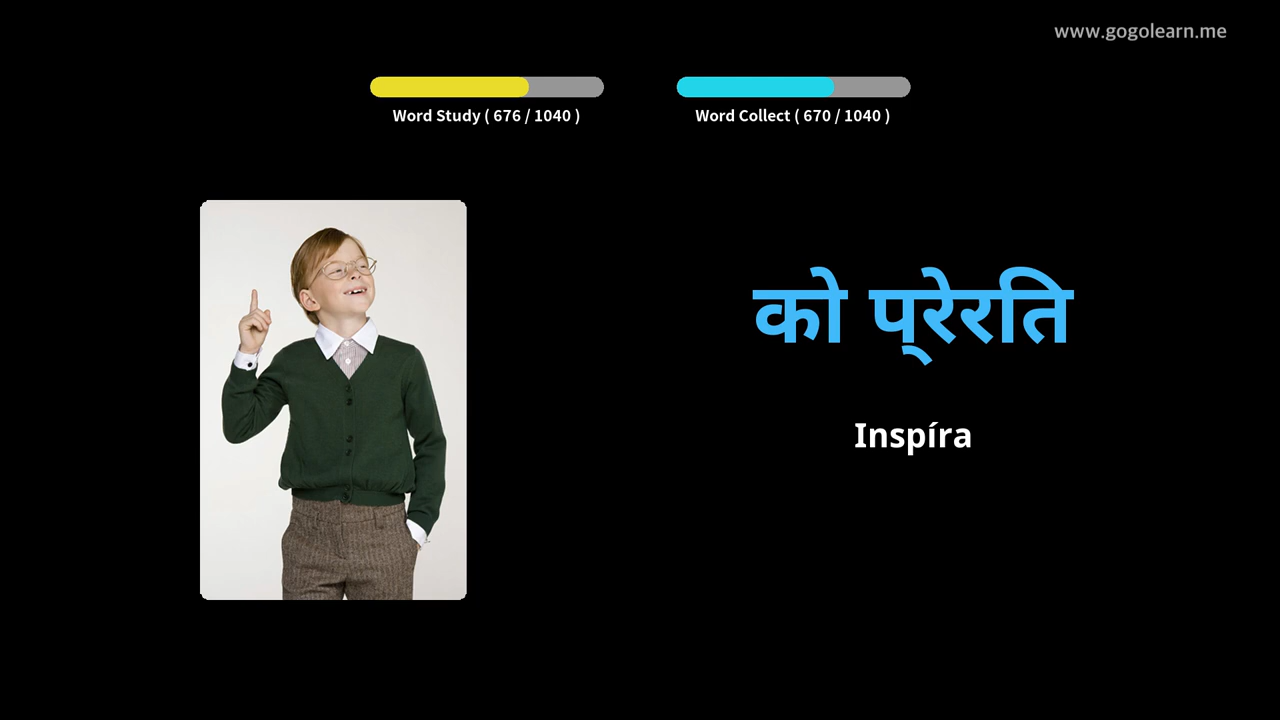 www.gogolearn.me
Word Study ( 676 / 1040 )
Word Collect ( 670 / 1040 )
को प्रेरति
Inspíra